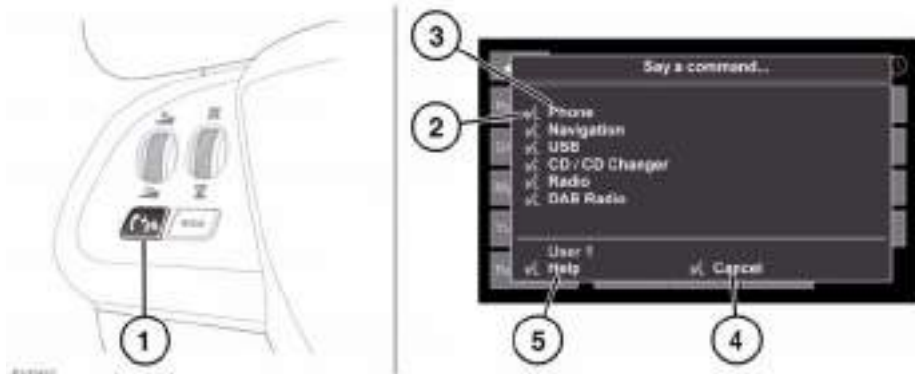 3
Say a command...
2
Phone
Navigation
USB
CD / CD Changer
Radio
DAB Radio
User 1
Help
Cancel
1
5
4